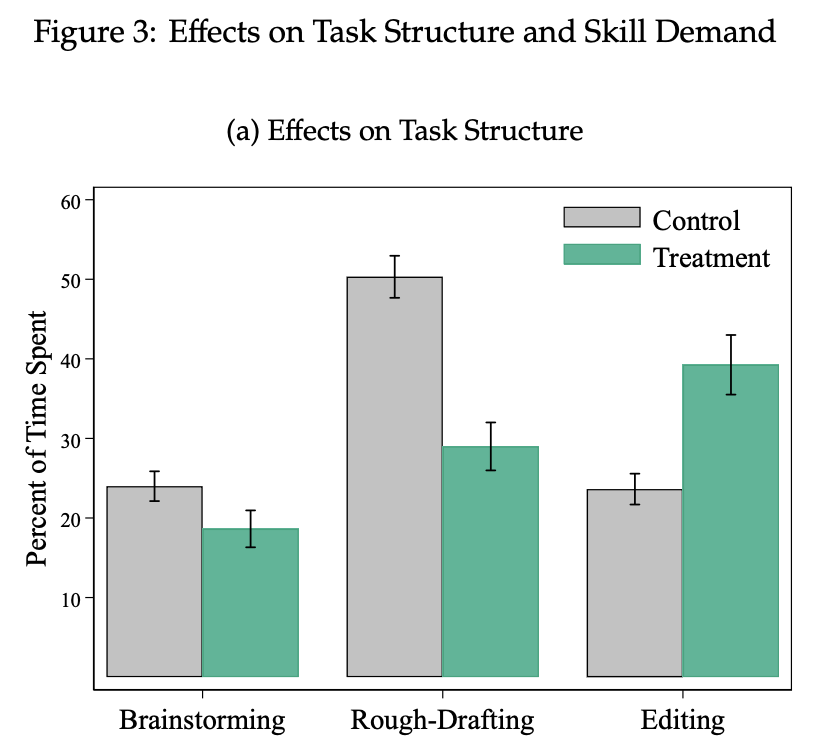 Figure 3: Effects on Task Structure and Skill Demand
(a) Effects on Task Structure
60
50
40
30
20
10
Percent of Time Spent
Control
Treatment
Brainstorming
Rough-Drafting
Editing